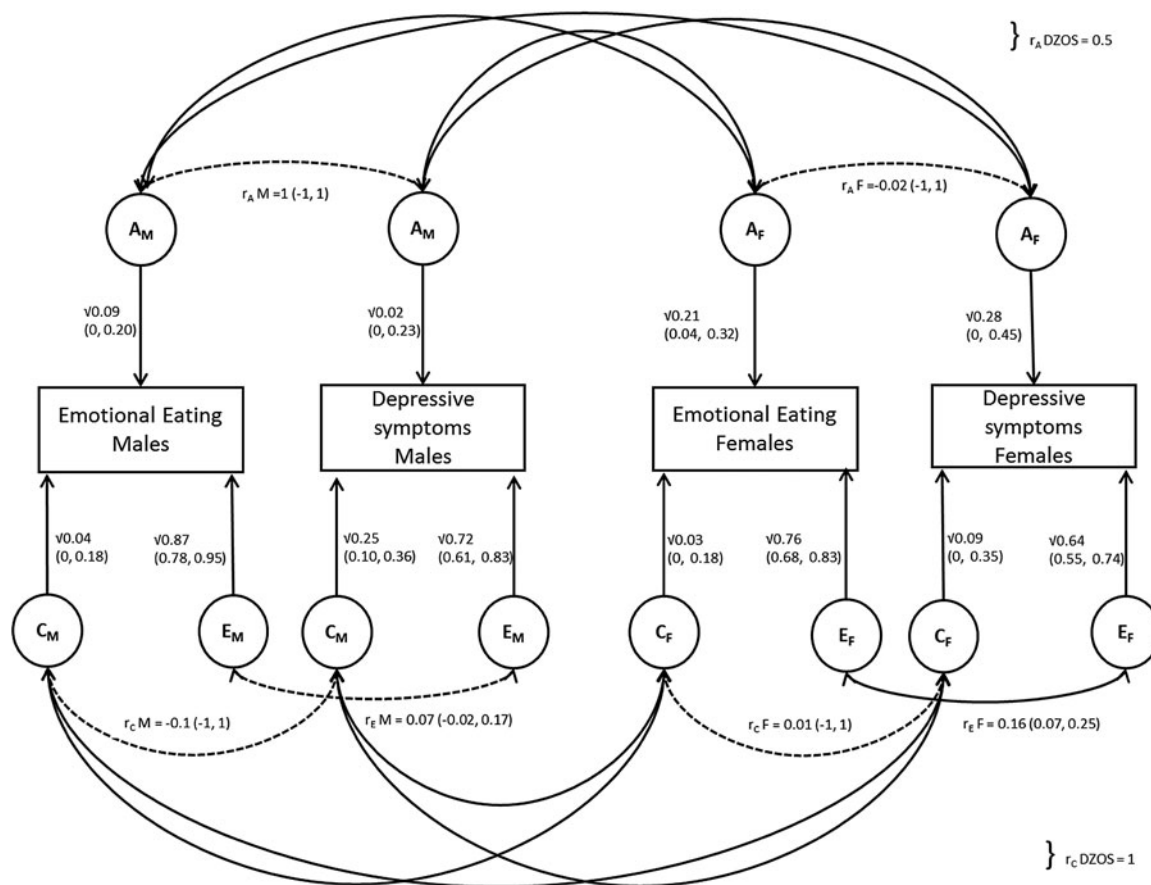 } r_A DZOS = 0.5
r_A M =1 (-1, 1)
r_A F =-0.02 (-1, 1)
A_M
A_M
A_F
A_F
√0.09
(0, 0.20)
√0.02
(0, 0.23)
√0.21
(0.04, 0.32)
√0.28
(0, 0.45)
Emotional Eating
Males
Depressive
symptoms
Males
Emotional Eating
Females
Depressive
symptoms
Females
√0.04
(0, 0.18)
√0.87
(0.78, 0.95)
√0.25
(0.10, 0.36)
√0.72
(0.61, 0.83)
√0.03
(0, 0.18)
√0.76
(0.68, 0.83)
√0.09
(0, 0.35)
√0.64
(0.55, 0.74)
C_M
E_M
C_M
E_M
C_F
E_F
C_F
E_F
r_C M = -0.1 (-1, 1)
r_E M = 0.07 (-0.02, 0.17)
r_C F = 0.01 (-1, 1)
r_E F = 0.16 (0.07, 0.25)
} r_C DZOS = 1